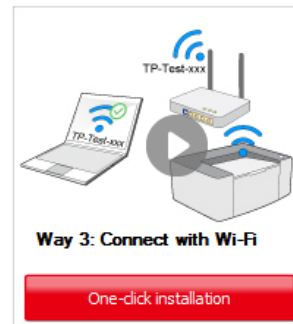 TP-Test-xxx
TP-Test-xxx
Way 3: Connect with Wi-Fi
One-click installation